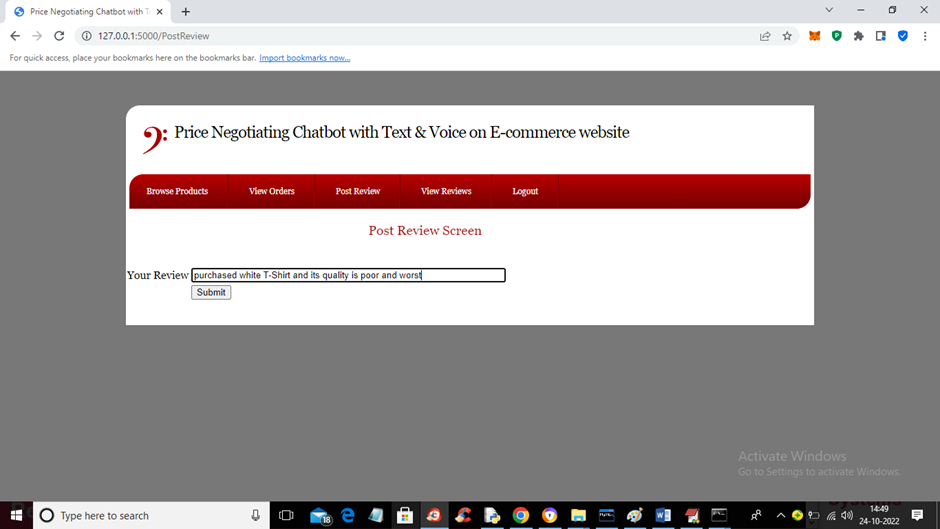 Price Negotiating Chatbot with T
127.0.0.1:5000/PostReview
For quick access, place your bookmarks here on the bookmarks bar. Import bookmarks now...
Price Negotiating Chatbot with Text & Voice on E-commerce website
Browse Products View Orders Post Review View Reviews Logout
Post Review Screen
Your Review purchased white T-Shirt and its quality is poor and worst
Submit
Activate Windows
Go to Settings to activate Windows.
Type here to search
18
14:49
24-10-2022